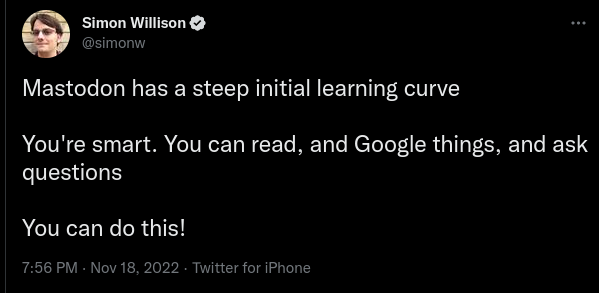 Simon Willison
@simonw
Mastodon has a steep initial learning curve
You're smart. You can read, and Google things, and ask
questions
You can do this!
7:56 PM · Nov 18, 2022 · Twitter for iPhone